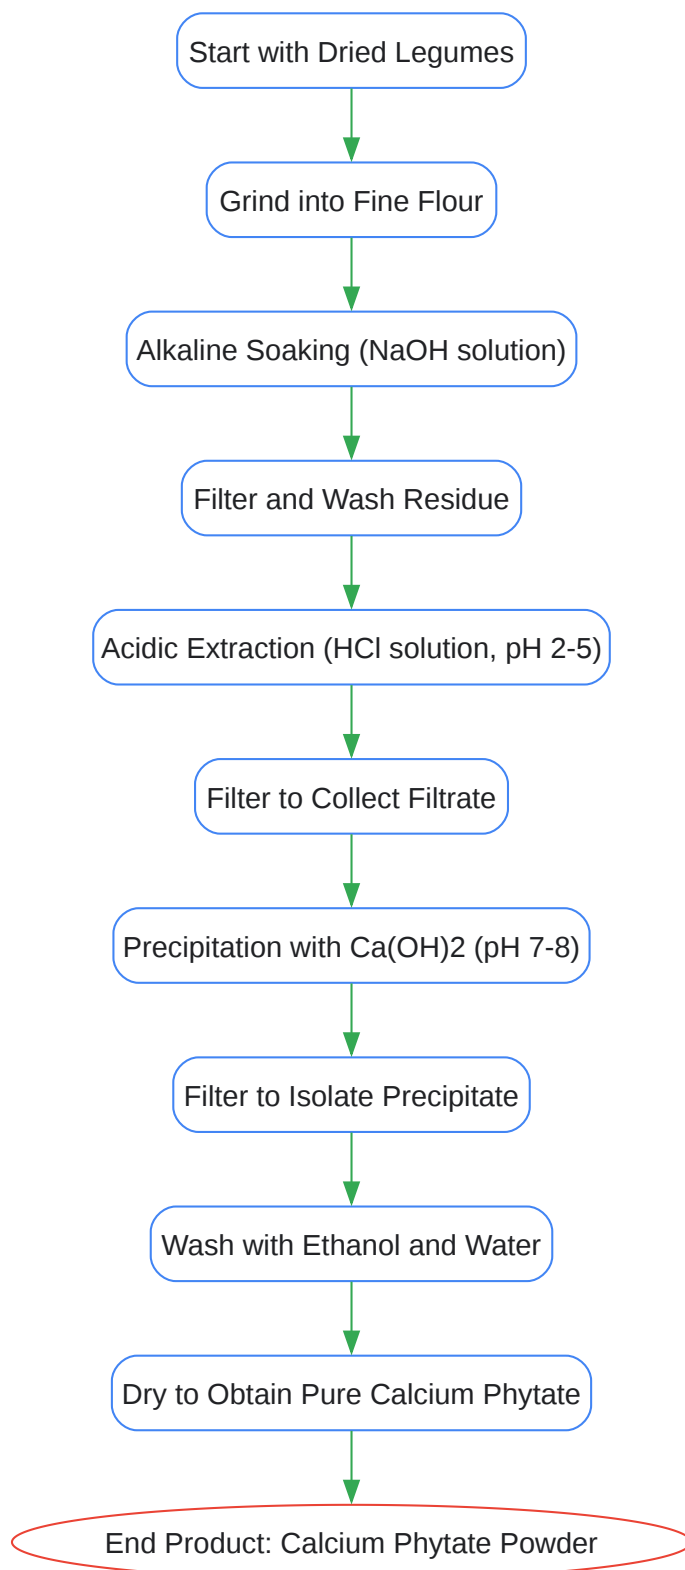 Start with Dried Legumes
Grind into Fine Flour
Alkaline Soaking (NaOH solution)
Filter and Wash Residue
Acidic Extraction (HCl solution, pH 2-5)
Filter to Collect Filtrate
Precipitation with Ca(OH)2 (pH 7-8)
Filter to Isolate Precipitate
Wash with Ethanol and Water
Dry to Obtain Pure Calcium Phytate
End Product: Calcium Phytate Powder